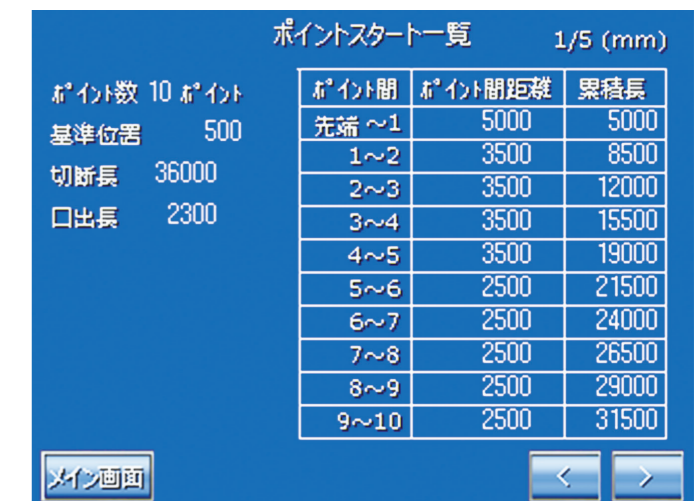 ポイントスタート一覧 1/5 (mm)
ポイント数 10 ポイント
基準位置 500
切断長 36000
口出長 2300
ポイント間 ポイント間距離 累積長
先端 ～1 5000 5000
1～2 3500 8500
2～3 3500 12000
3～4 3500 15500
4～5 3500 19000
5～6 2500 21500
6～7 2500 24000
7～8 2500 26500
8～9 2500 29000
9～10 2500 31500
メイン画面 < >